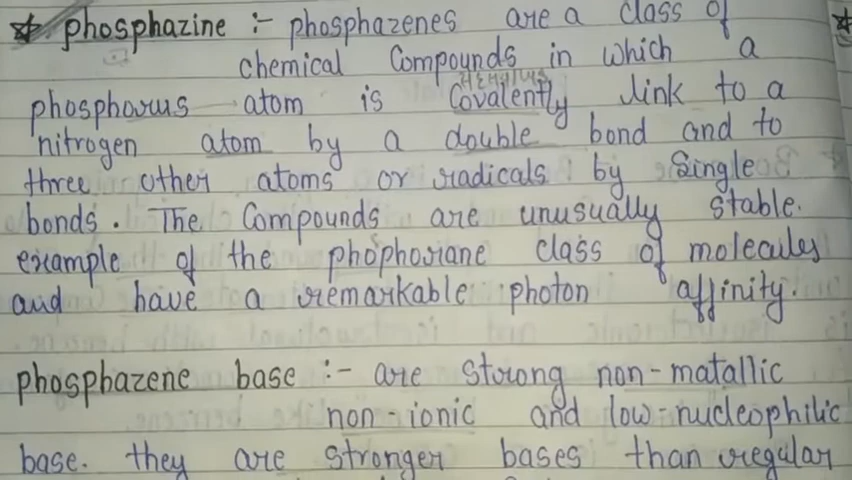 * phosphazine :- phosphazenes are a class of
chemical Compounds in which a
phosphorus atom is Covalently link to a
nitrogen atom by a double bond and to
three other atoms or radicals by Single
bonds. The Compounds are unusually stable.
example of the phophorane class of molecules
and have a remarkable photon affinity.
phosphazene base :- are strong non-matallic
non-ionic and low-nucleophilic
base. they are stronger bases than regular